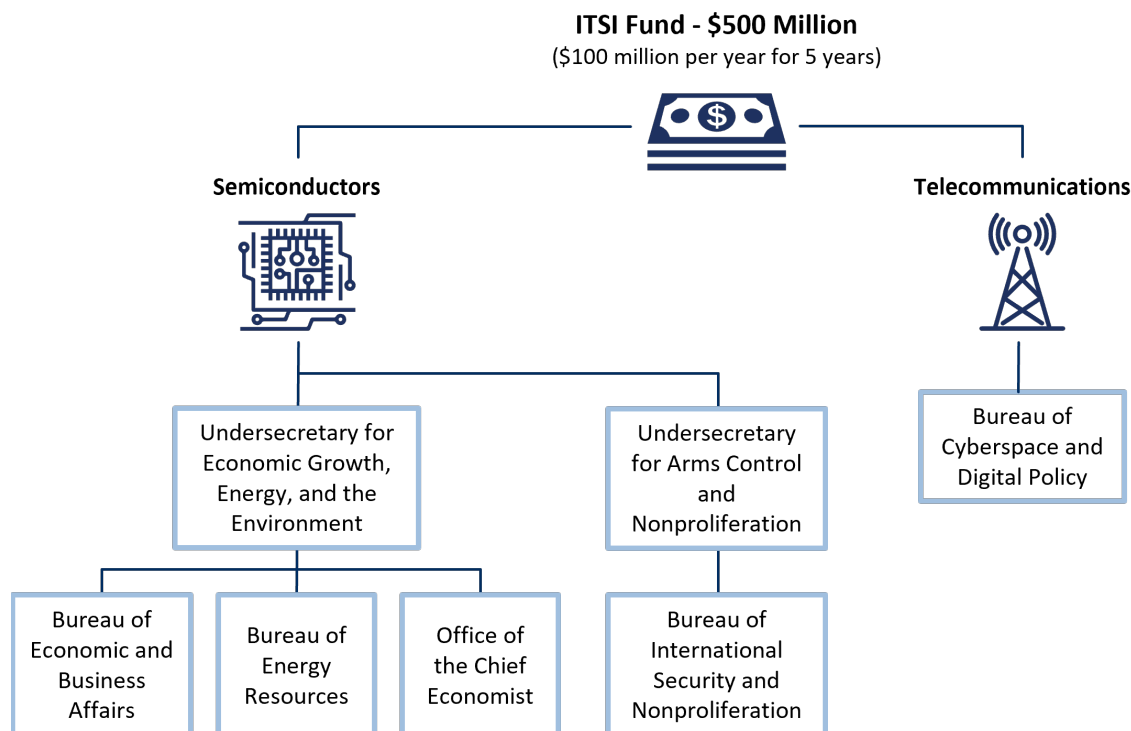 ITSI Fund - $500 Million
($100 million per year for 5 years)
$
Semiconductors
Telecommunications
Undersecretary for
Economic Growth,
Energy, and the
Environment
Undersecretary
for Arms Control
and
Nonproliferation
Bureau of
Cyberspace and
Digital Policy
Bureau of
Economic and
Business
Affairs
Bureau of
Energy
Resources
Office of
the Chief
Economist
Bureau of
International
Security and
Nonproliferation